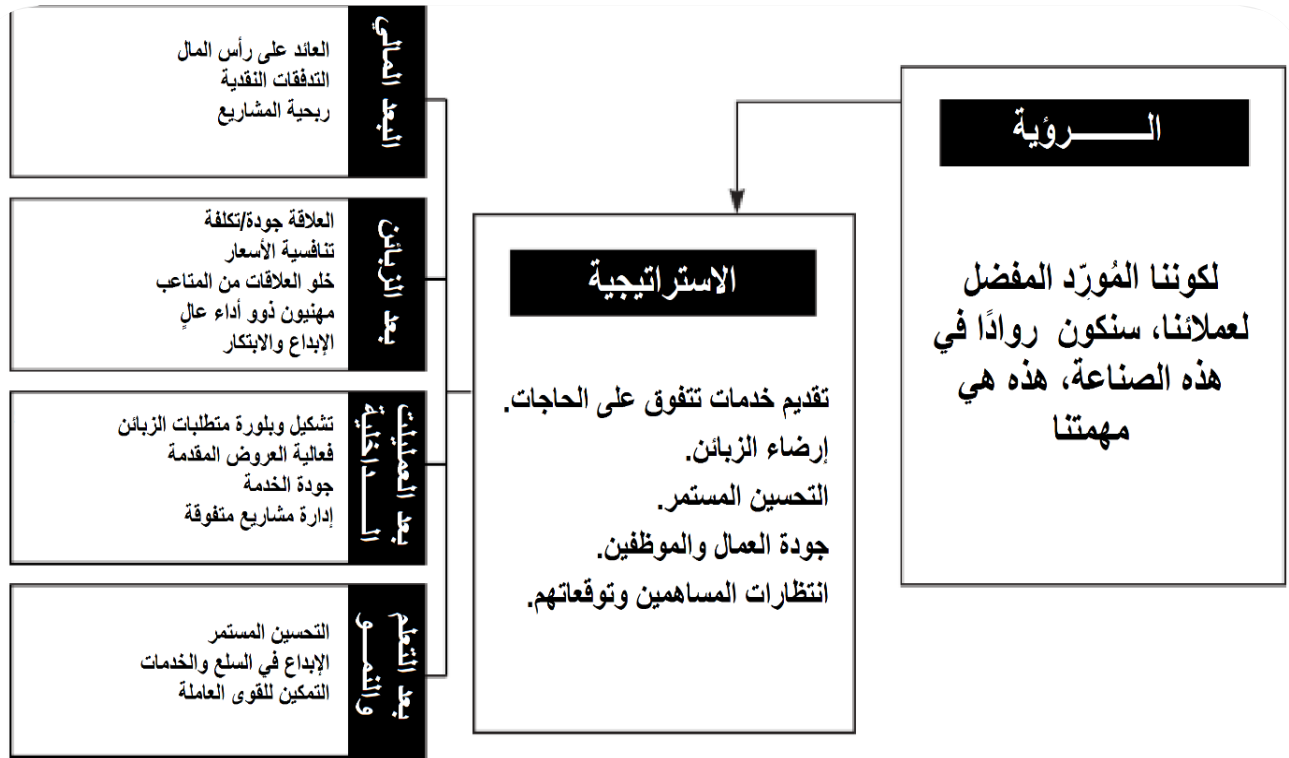 الـــــــرؤية
لكوننا المُورِّد المفضل
لعملائنا، سنكون روادًا في
هذه الصناعة، هذه هي
مهمتنا
الاستراتيجية
تقديم خدمات تتفوق على الحاجات.
إرضاء الزبائن.
التحسين المستمر.
جودة العمال والموظفين.
انتظارات المساهمين وتوقعاتهم.
البعد المالي
العائد على رأس المال
التدفقات النقدية
ربحية المشاريع
بعد الزبائن
العلاقة جودة/تكلفة
تنافسية الأسعار
خلو العلاقات من المتاعب
مهنيون ذوو أداء عالٍ
الإبداع والابتكار
بعد العمليات
الـــداخلية
تشكيل وبلورة متطلبات الزبائن
فعالية العروض المقدمة
جودة الخدمة
إدارة مشاريع متفوقة
بعد التعلم
والنمـــو
التحسين المستمر
الإبداع في السلع والخدمات
التمكين للقوى العاملة